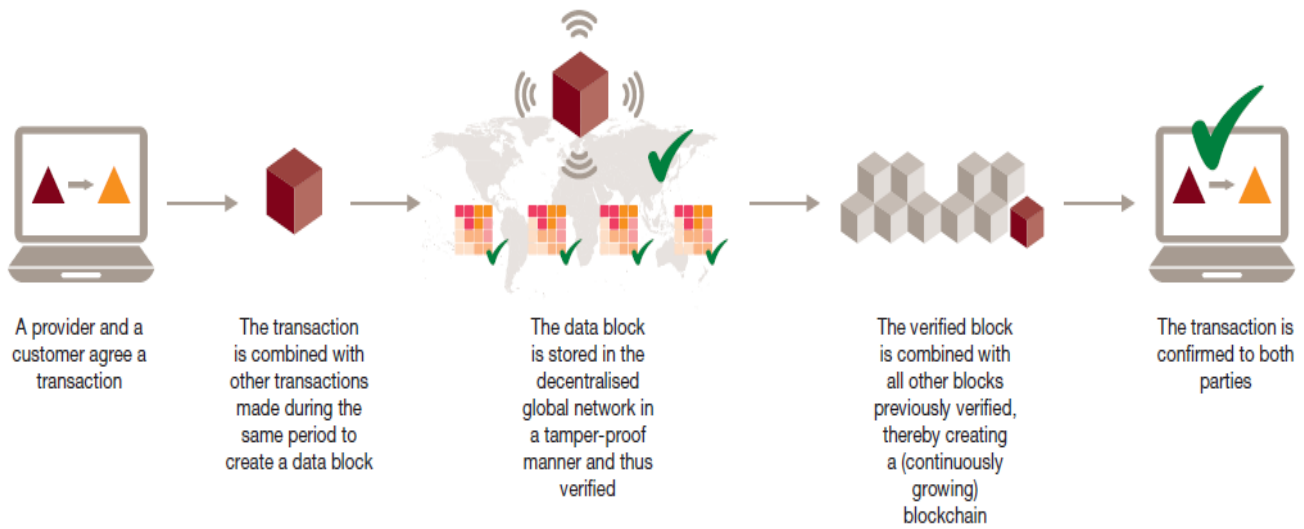 A provider and a
customer agree a
transaction
The transaction
is combined with
other transactions
made during the
same period to
create a data block
The data block
is stored in the
decentralised
global network in
a tamper-proof
manner and thus
verified
The verified block
is combined with
all other blocks
previously verified,
thereby creating
a (continuously
growing)
blockchain
The transaction is
confirmed to both
parties